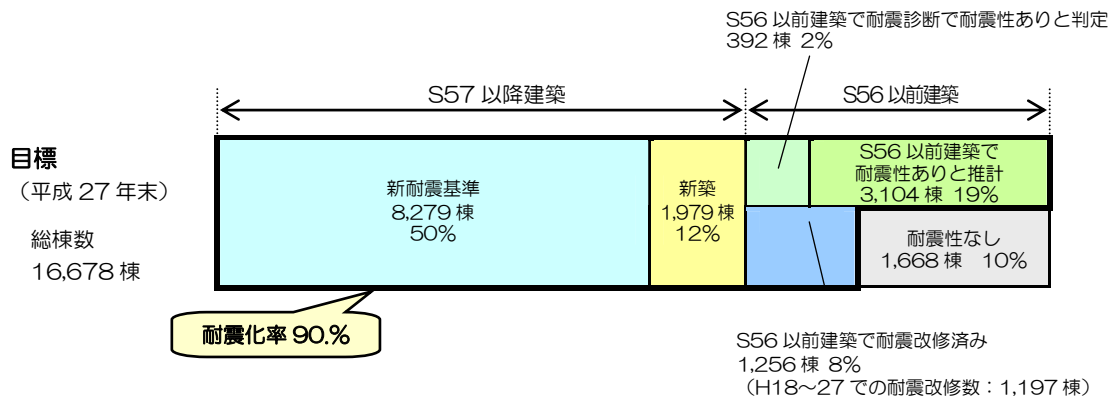 S56 以前建築で耐震診断で耐震性ありと判定
392 棟 2%
S57 以降建築
S56 以前建築
目標
（平成 27 年末）
総棟数
16,678 棟
新耐震基準
8,279 棟
50%
新築
1,979 棟
12%
S56 以前建築で
耐震性ありと推計
3,104 棟 19%
耐震性なし
1,668 棟 10%
耐震化率 90.%
S56 以前建築で耐震改修済み
1,256 棟 8%
（H18～27 での耐震改修数：1,197 棟）